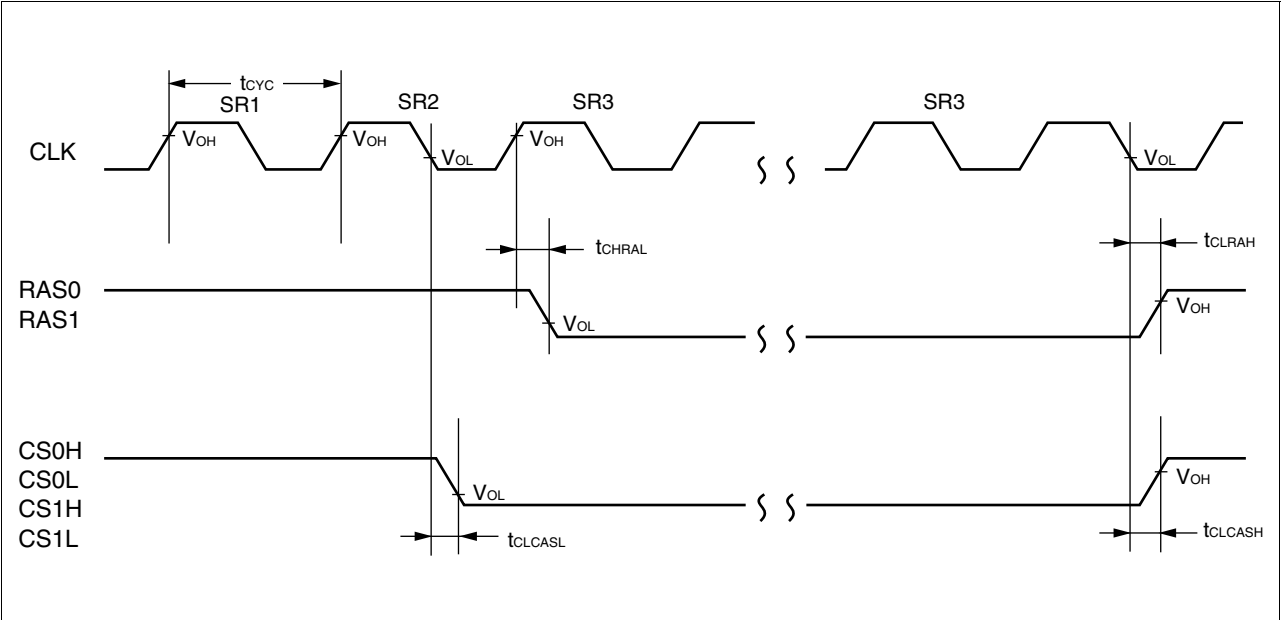 tCYC
SR1 SR2 SR3 SR3
CLK VOH VOH VOL VOH VOL
tCHRAL tCLRAH
RAS0
RAS1
VOL VOH
CS0H
CS0L
CS1H
CS1L
VOL VOH
tCLCASL tCLCASH